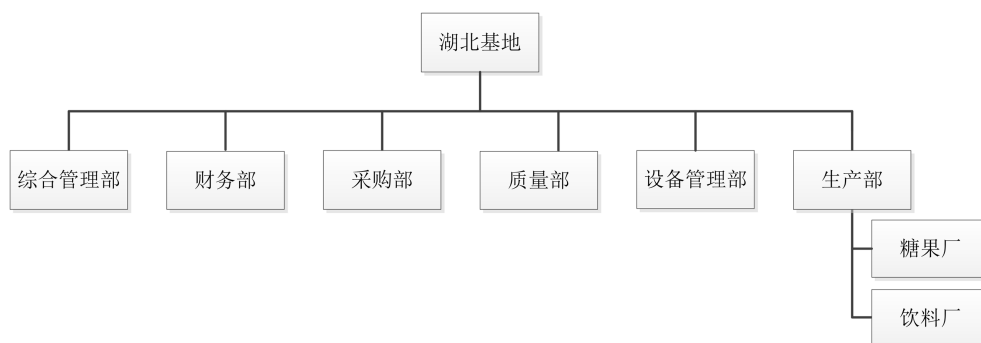 湖北基地
综合管理部
财务部
采购部
质量部
设备管理部
生产部
糖果厂
饮料厂